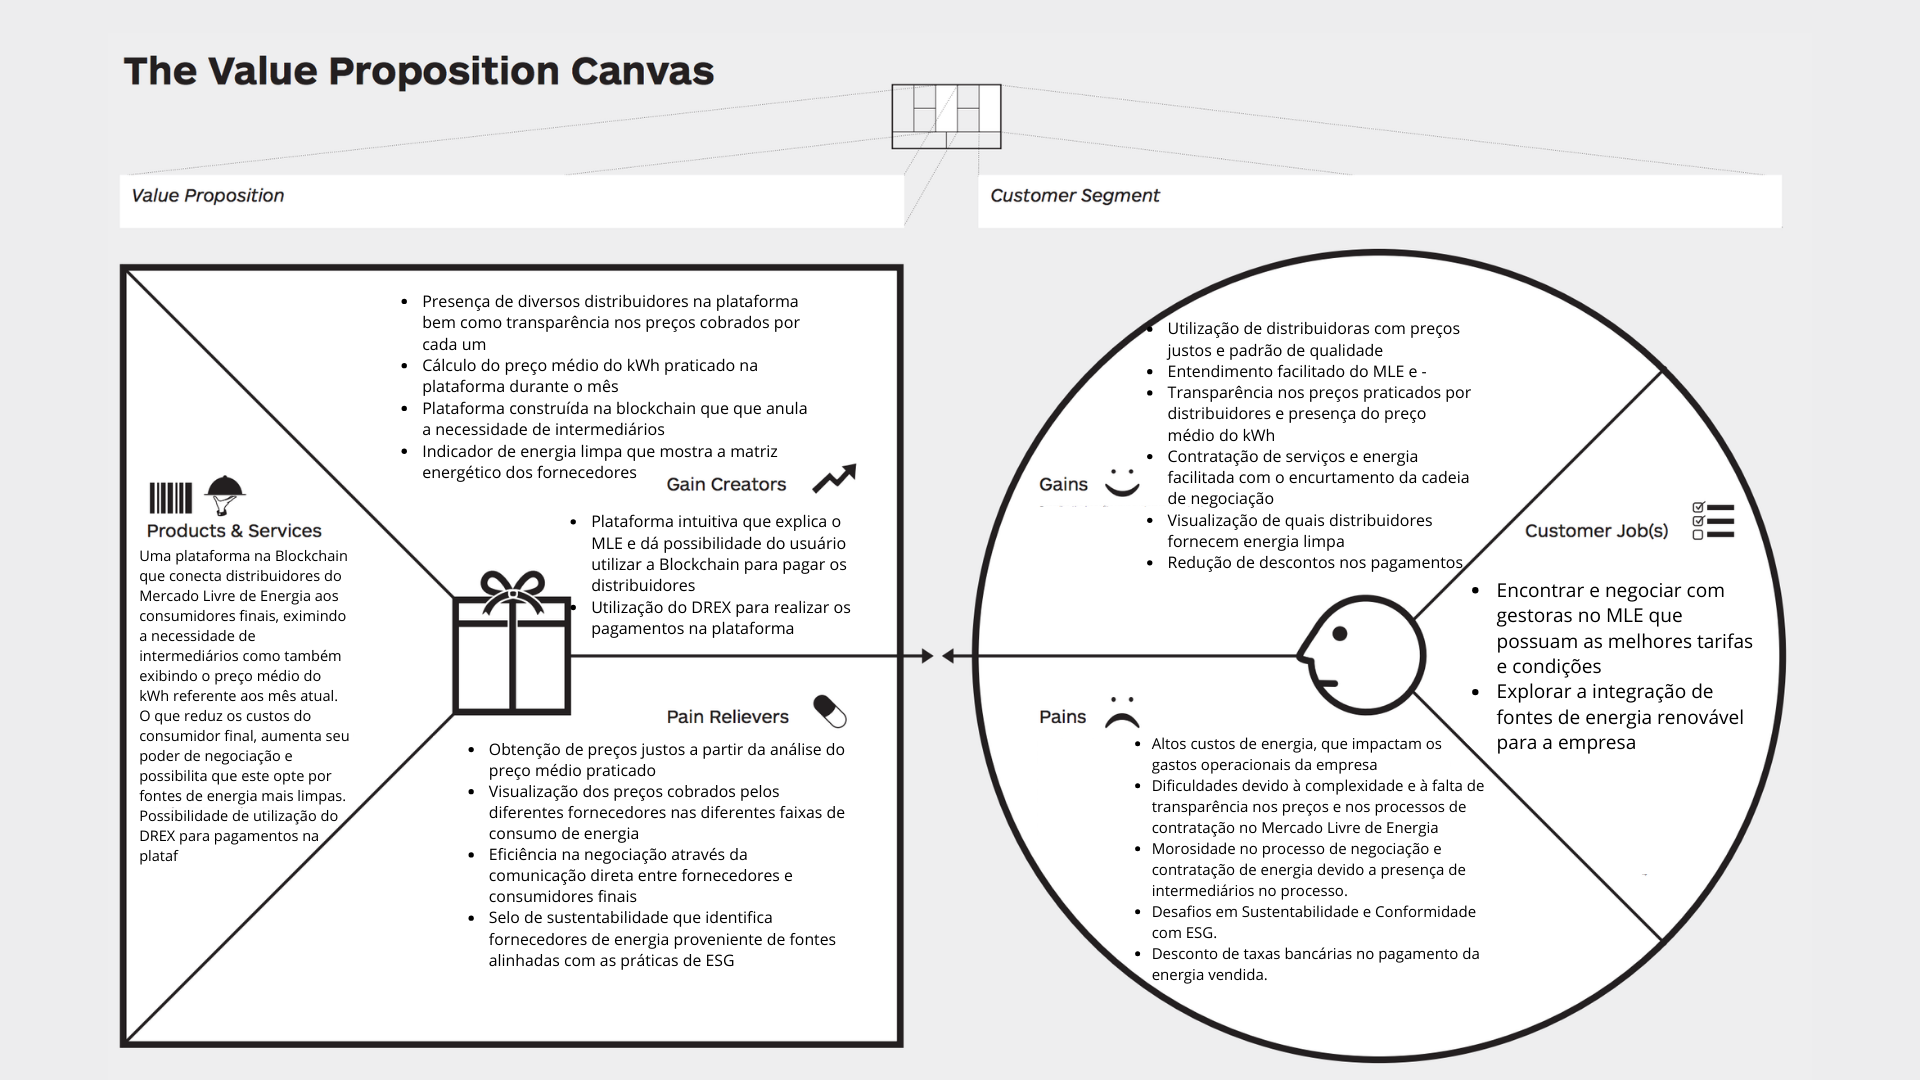 The Value Proposition Canvas
Value Proposition
Customer Segment
• Presença de diversos distribuidores na plataforma
bem como transparência nos preços cobrados por
cada um
• Cálculo do preço médio do kWh praticado na
plataforma durante o mês
• Plataforma construída na blockchain que que anula
a necessidade de intermediários
• Indicador de energia limpa que mostra a matriz
energético dos fornecedores
Gain Creators
• Plataforma intuitiva que explica o
MLE e dá possibilidade do usuário
utilizar a Blockchain para pagar os
distribuidores
• Utilização do DREX para realizar os
pagamentos na plataforma
Products & Services
Uma plataforma na Blockchain
que conecta distribuidores do
Mercado Livre de Energia aos
consumidores finais, eximindo
a necessidade de
intermediários como também
exibindo o preço médio do
kWh referente aos mês atual.
O que reduz os custos do
consumidor final, aumenta seu
poder de negociação e
possibilita que este opte por
fontes de energia mais limpas.
Possibilidade de utilização do
DREX para pagamentos na
plataf
Pain Relievers
• Obtenção de preços justos a partir da análise do
preço médio praticado
• Visualização dos preços cobrados pelos
diferentes fornecedores nas diferentes faixas de
consumo de energia
• Eficiência na negociação através da
comunicação direta entre fornecedores e
consumidores finais
• Selo de sustentabilidade que identifica
fornecedores de energia proveniente de fontes
alinhadas com as práticas de ESG
• Utilização de distribuidoras com preços
justos e padrão de qualidade
• Entendimento facilitado do MLE e -
• Transparência nos preços praticados por
distribuidores e presença do preço
médio do kWh
• Contratação de serviços e energia
facilitada com o encurtamento da cadeia
de negociação
• Visualização de quais distribuidores
fornecem energia limpa
• Redução de descontos nos pagamentos
Gains
Customer Job(s)
• Encontrar e negociar com
gestoras no MLE que
possuam as melhores tarifas
e condições
• Explorar a integração de
fontes de energia renovável
para a empresa
Pains
• Altos custos de energia, que impactam os
gastos operacionais da empresa
• Dificuldades devido à complexidade e à falta de
transparência nos preços e nos processos de
contratação no Mercado Livre de Energia
• Morosidade no processo de negociação e
contratação de energia devido a presença de
intermediários no processo.
• Desafios em Sustentabilidade e Conformidade
com ESG.
• Desconto de taxas bancárias no pagamento da
energia vendida.